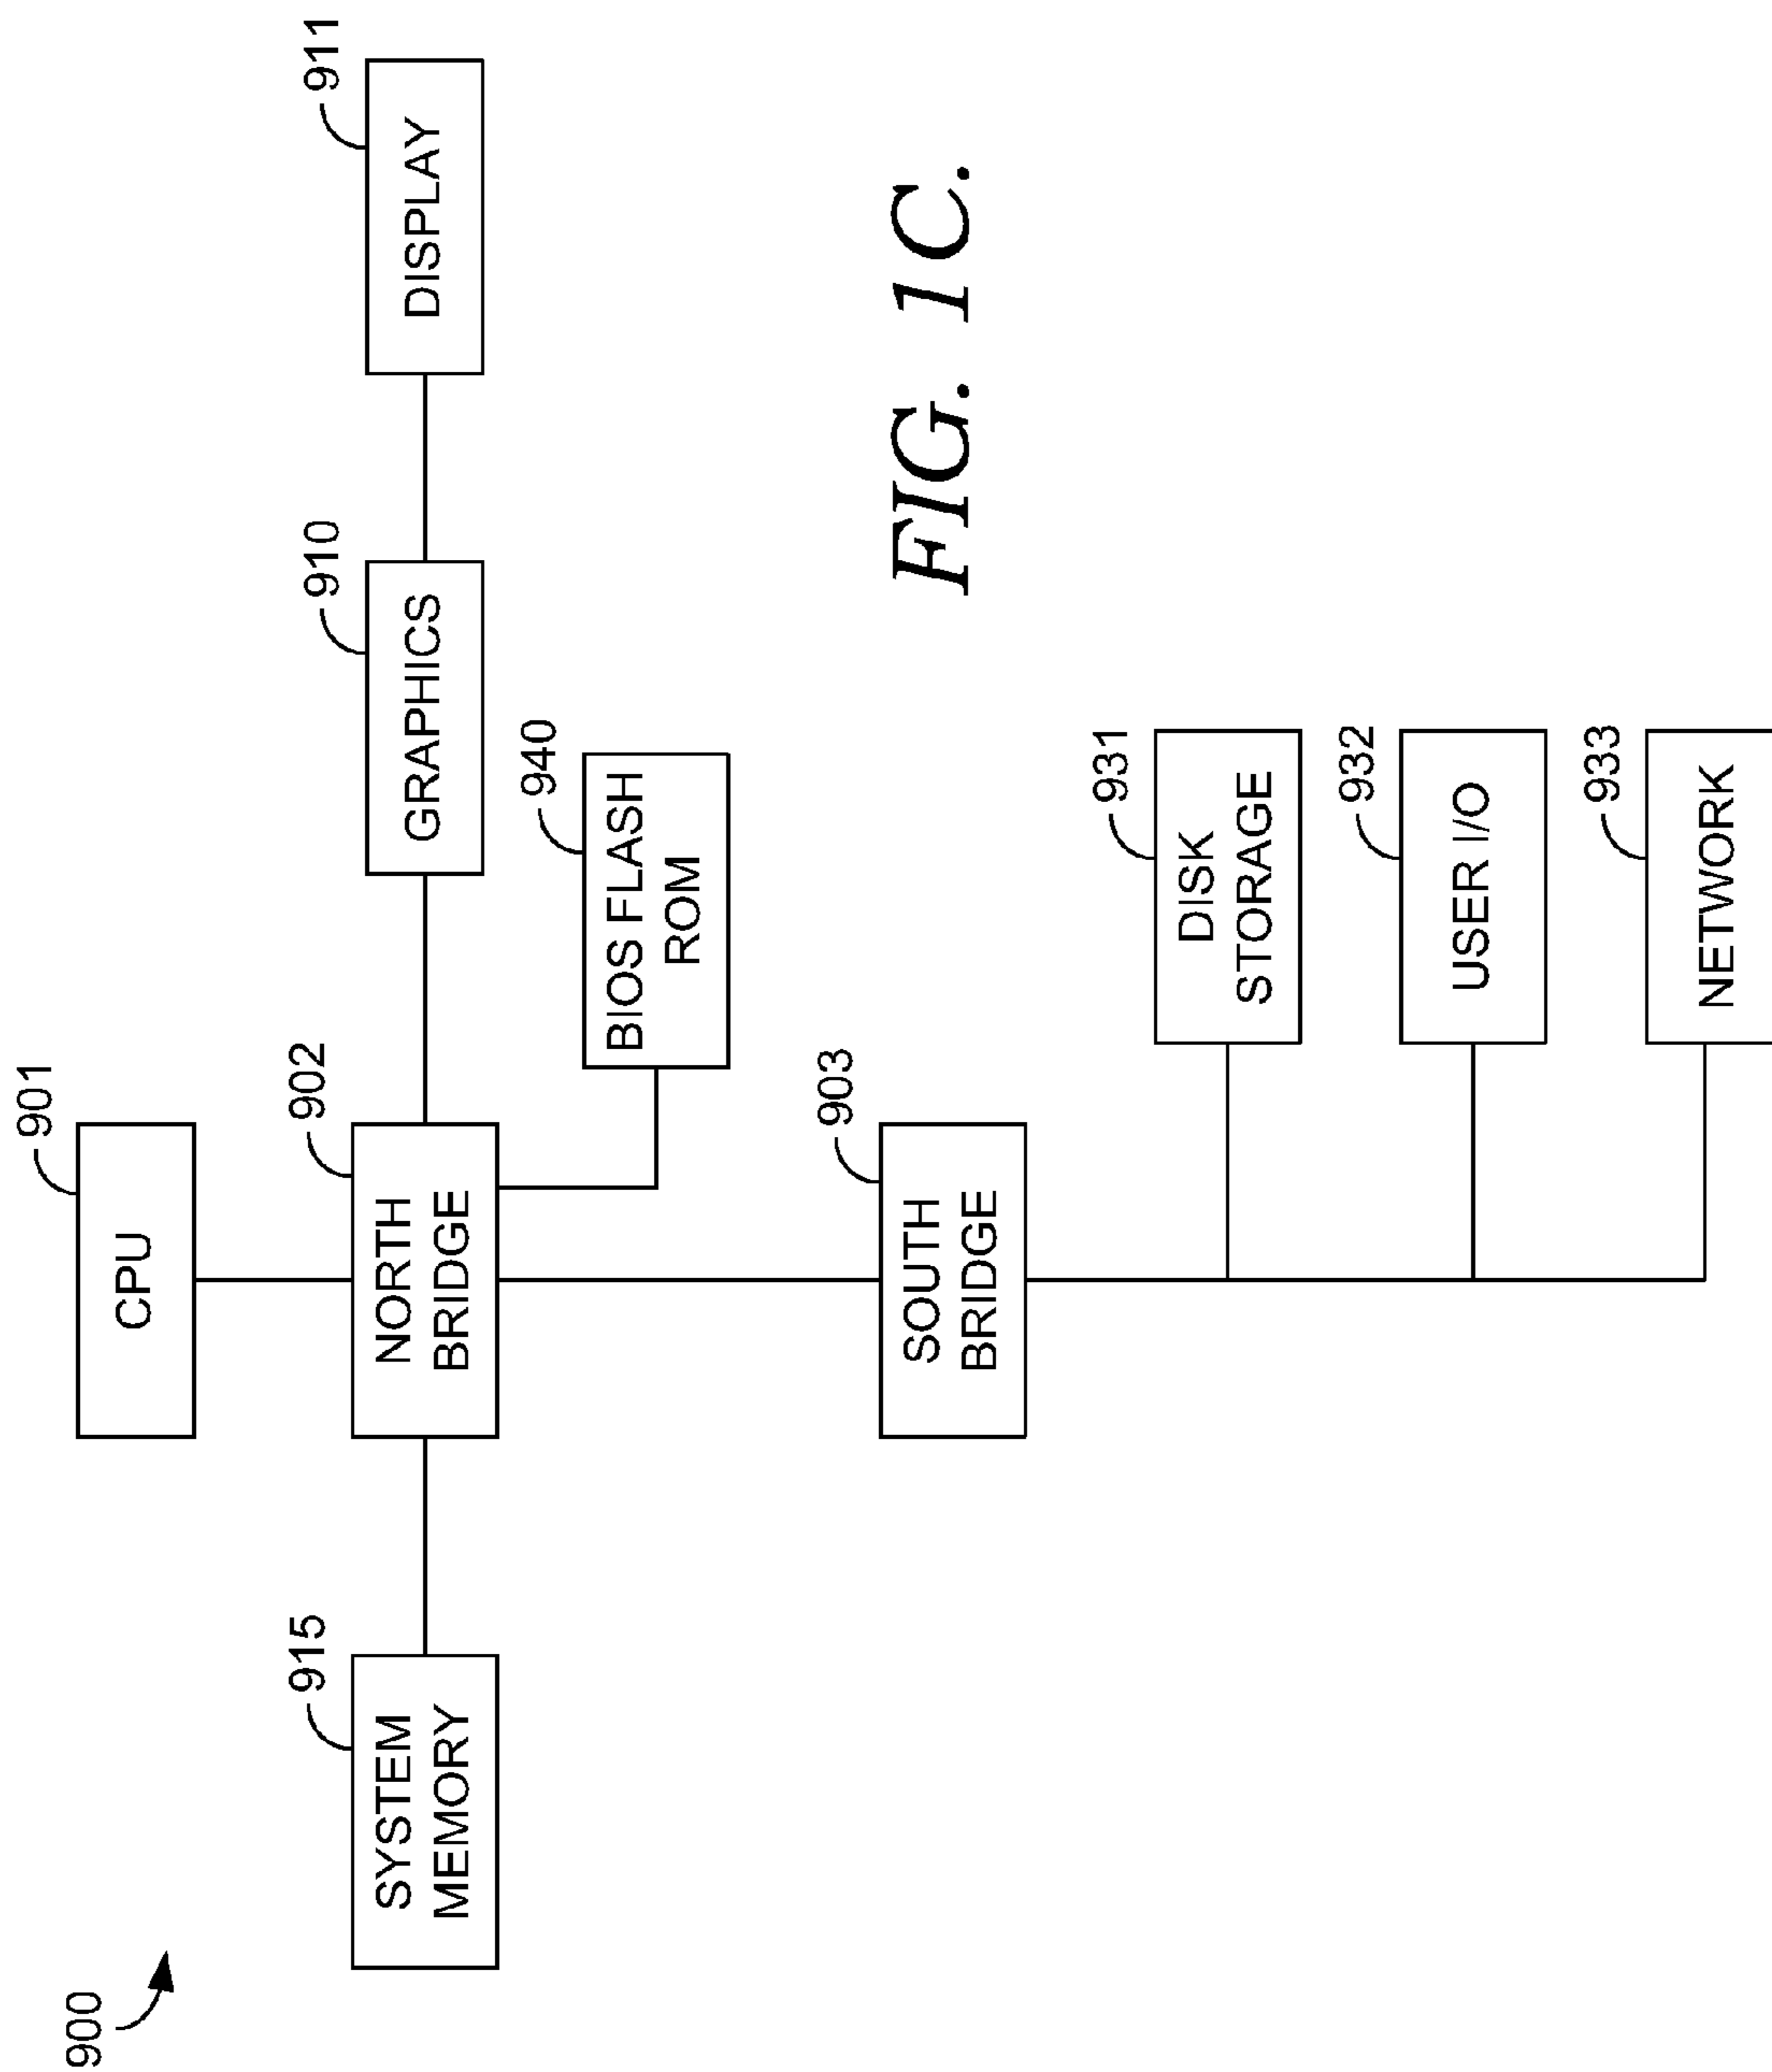 900
901
CPU
915
SYSTEM
MEMORY
902
NORTH
BRIDGE
910
GRAPHICS
911
DISPLAY
940
BIOS FLASH
ROM
903
SOUTH
BRIDGE
931
DISK
STORAGE
932
USER I/O
933
NETWORK
FIG. 1C.